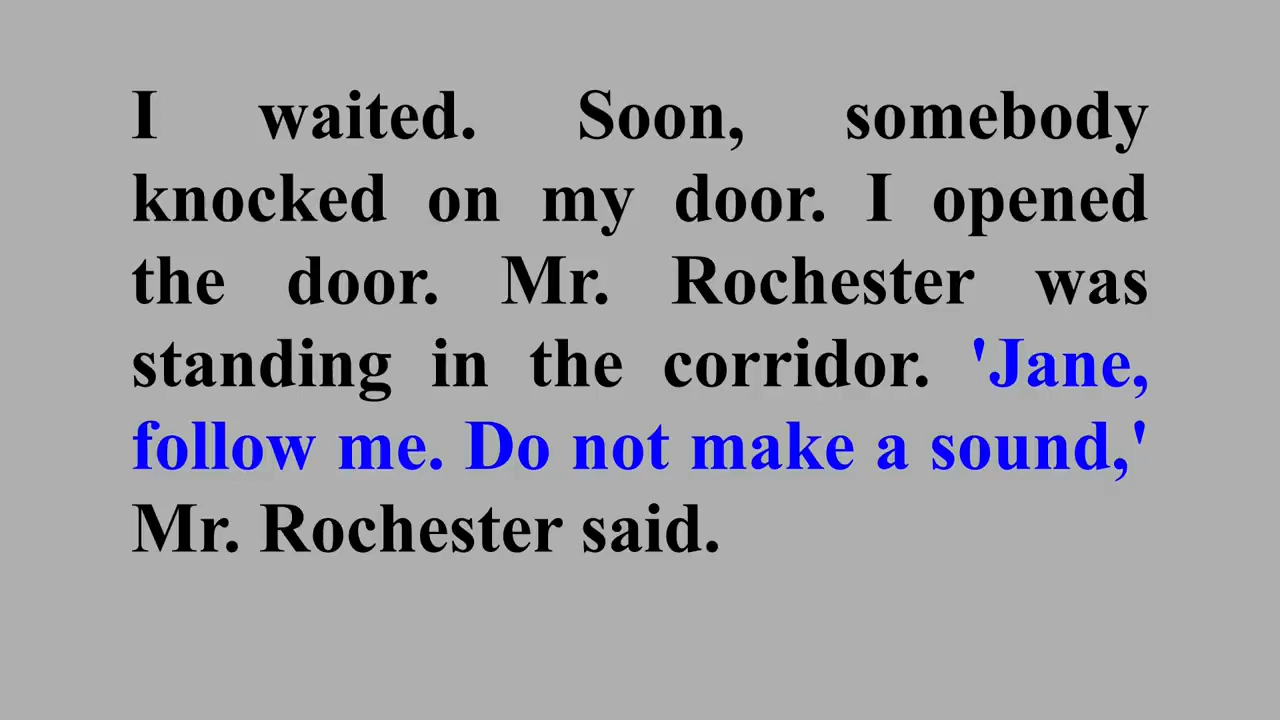 I waited. Soon, somebody
knocked on my door. I opened
the door. Mr. Rochester was
standing in the corridor. 'Jane,
follow me. Do not make a sound,'
Mr. Rochester said.